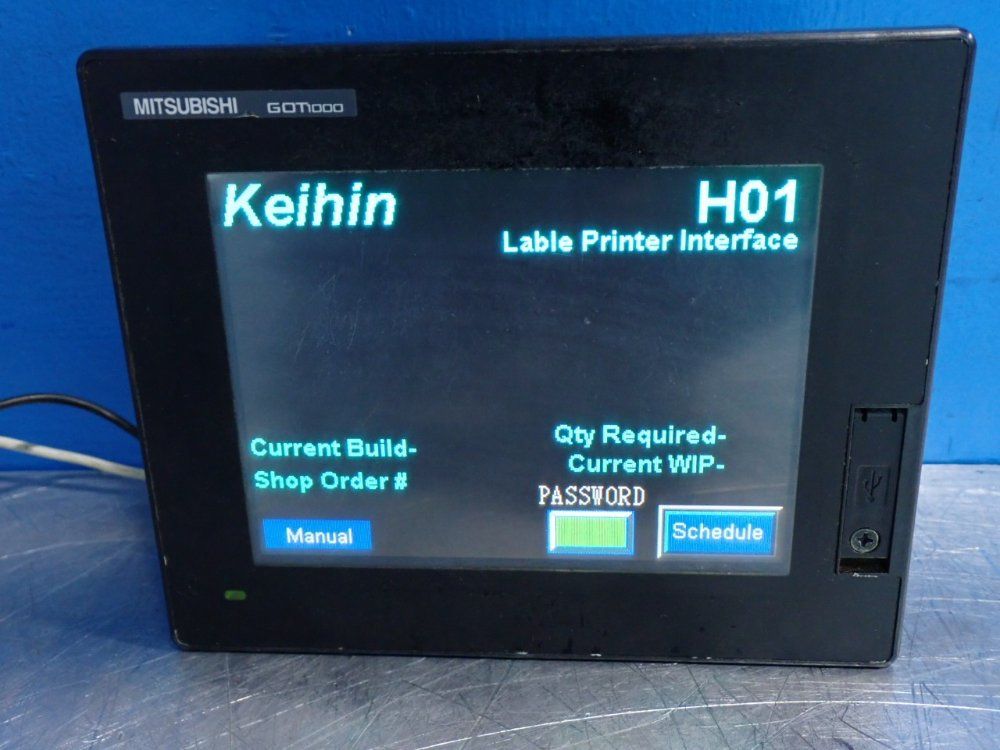 MITSUBISHI GOT1000
Keihin
H01
Lable Printer Interface
Current Build-
Shop Order #
Qty Required-
Current WIP-
PASSWORD
Manual
Schedule